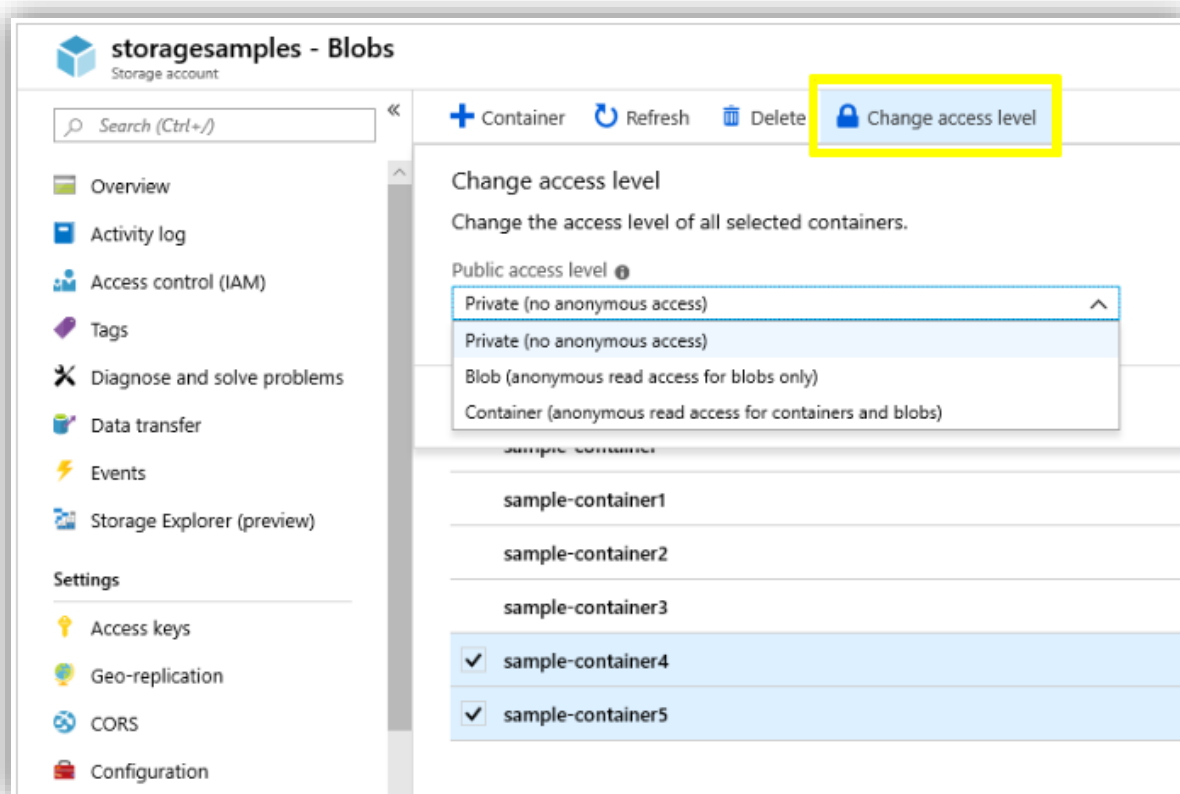 storagesamples - Blobs
Storage account
Search (Ctrl+/)
Overview
Activity log
Access control (IAM)
Tags
Diagnose and solve problems
Data transfer
Events
Storage Explorer (preview)
Settings
Access keys
Geo-replication
CORS
Configuration
Container Refresh Delete Change access level
Change access level
Change the access level of all selected containers.
Public access level
Private (no anonymous access)
Private (no anonymous access)
Blob (anonymous read access for blobs only)
Container (anonymous read access for containers and blobs)
sample-container
sample-container1
sample-container2
sample-container3
sample-container4
sample-container5